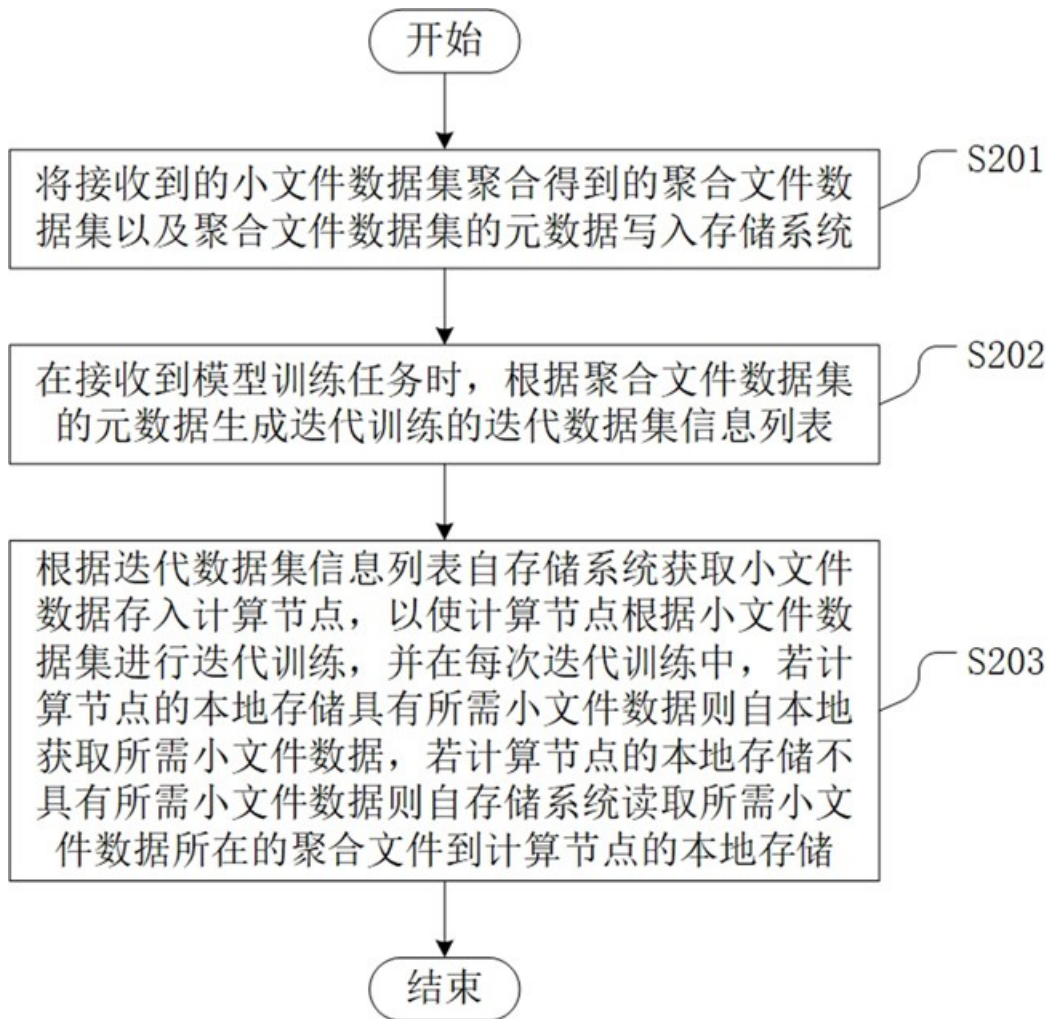 开始
将接收到的小文件数据集聚合得到的聚合文件数
据集以及聚合文件数据集的元数据写入存储系统
S201
在接收到模型训练任务时，根据聚合文件数据集
的元数据生成迭代训练的迭代数据集信息列表
S202
根据迭代数据集信息列表自存储系统获取小文件
数据存入计算节点，以使计算节点根据小文件数
据集进行迭代训练，并在每次迭代训练中，若计
算节点的本地存储具有所需小文件数据则自本地
获取所需小文件数据，若计算节点的本地存储不
具有所需小文件数据则自存储系统读取所需小文
件数据所在的聚合文件到计算节点的本地存储
S203
结束